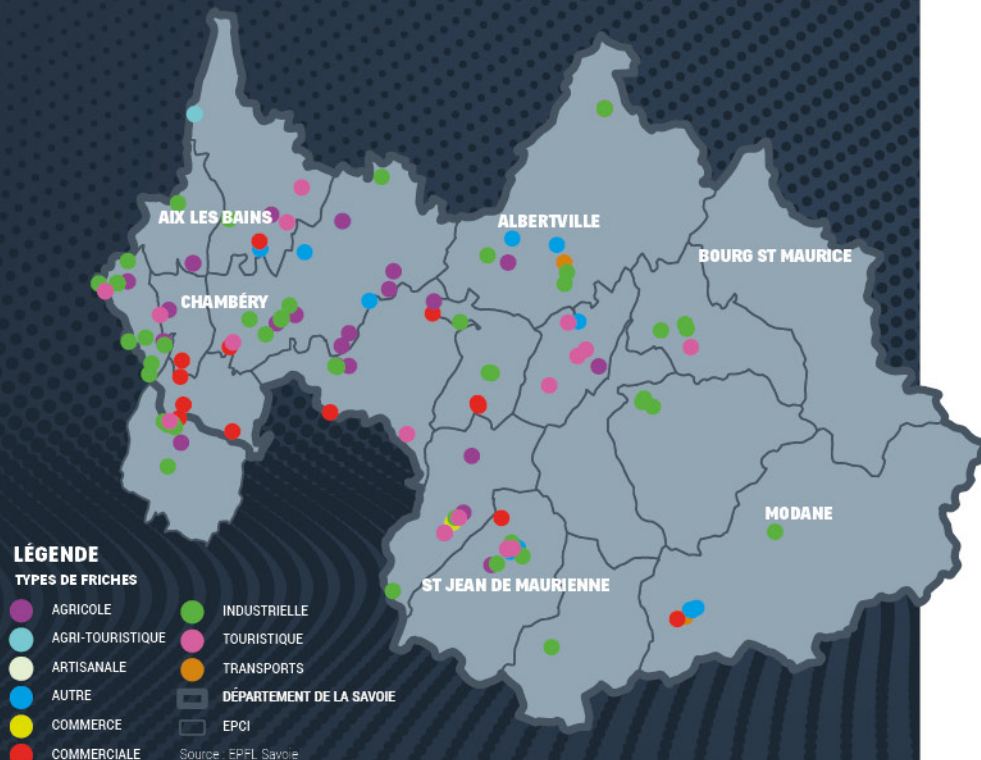 ALBERTVILLE
AIX LES BAINS
BOURG ST MAURICE
CHAMBÉRY
MODANE
ST JEAN DE MAURIENNE
LÉGENDE
TYPES DE FRICHES
AGRICOLE
AGRI-TOURISTIQUE
ARTISANALE
AUTRE
COMMERCE
COMMERCIALE
INDUSTRIELLE
TOURISTIQUE
TRANSPORTS
DÉPARTEMENT DE LA SAVOIE
EPCI
Source : EPFL Savoie